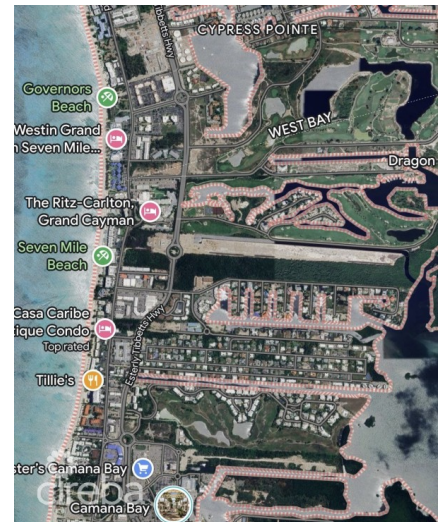 Tibbetts Hwy
CYPRESS POINTE
Governors
Beach
WEST BAY
Westin Grand
n Seven Mile...
Dragon
The Ritz-Carlton,
Grand Cayman
Seven Mile
Beach
Casa Caribe
tique Condo
Top rated
Esterly Tibbetts Hwy
Tillie's
ster's Camana Bay
cireba
Camana Bay